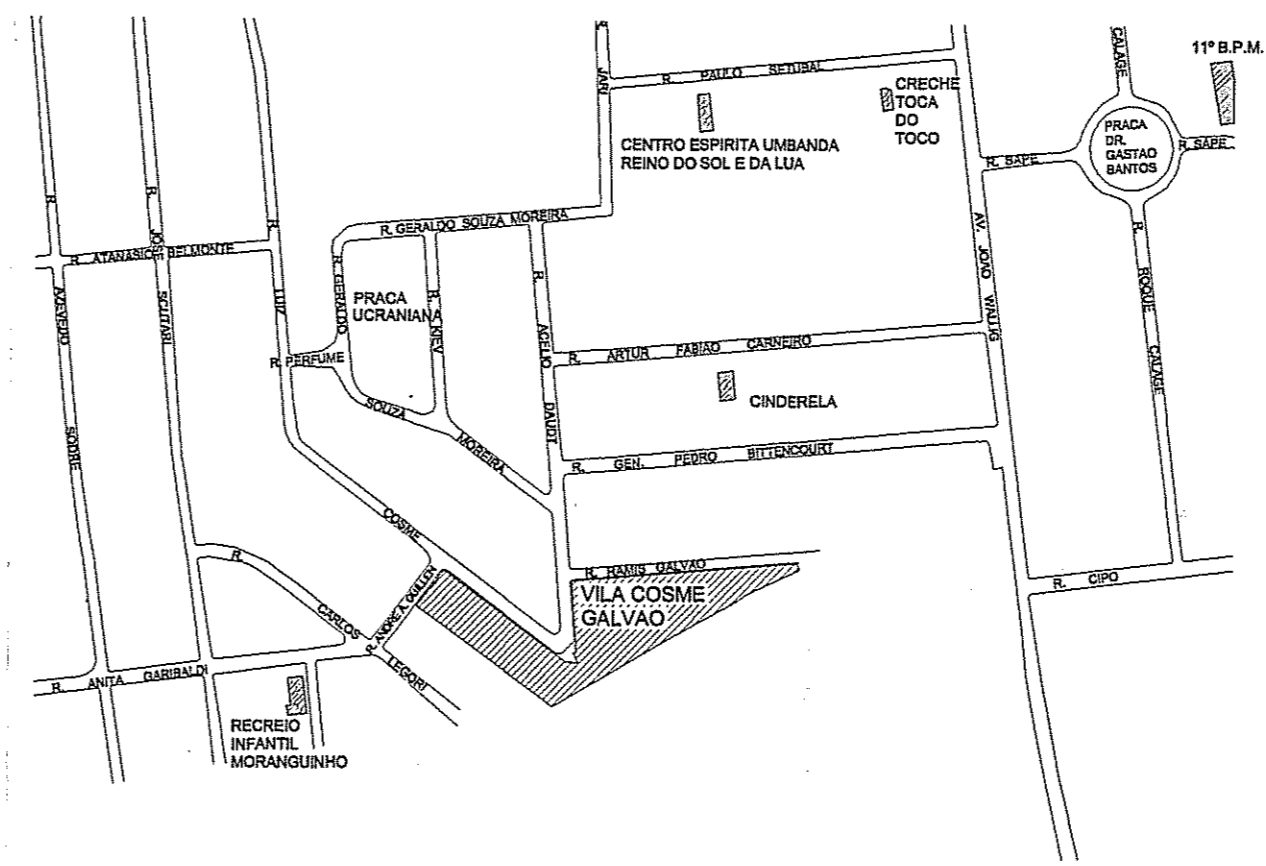 R.
JARI
R. PAULO SETUBAL
CRECHE
TOCA
DO
TOCO
CENTRO ESPIRITA UMBANDA
REINO DO SOL E DA LUA
CALAGE
11º B.P.M.
PRACA
DR.
GASTAO
SANTOS
R. SAPE
R. SAPE
R. ROQUE CALAGE
AV. JOAO WALLIG
R. AZEVEDO SODRE
R. JOSE SCUTARI
R. LUIZ COSME
R. ATANASIO BELMONTE
R. GERALDO SOUZA MOREIRA
R. GERALDO SOUZA MOREIRA
PRACA
UCRANIANA
R. KIEV
R. ACELIO DAUDT
R. PERFUME
R. ARTUR FABIAO CARNEIRO
CINDERELA
R. GEN. PEDRO BITTENCOURT
R. RAMIS GALVAO
VILA COSME
GALVAO
R. CIPO
R. CARLOS LEGORI
R. ANDRE A. GUILLEN
R. ANITA GARIBALDI
RECREIO
INFANTIL
MORANGUINHO